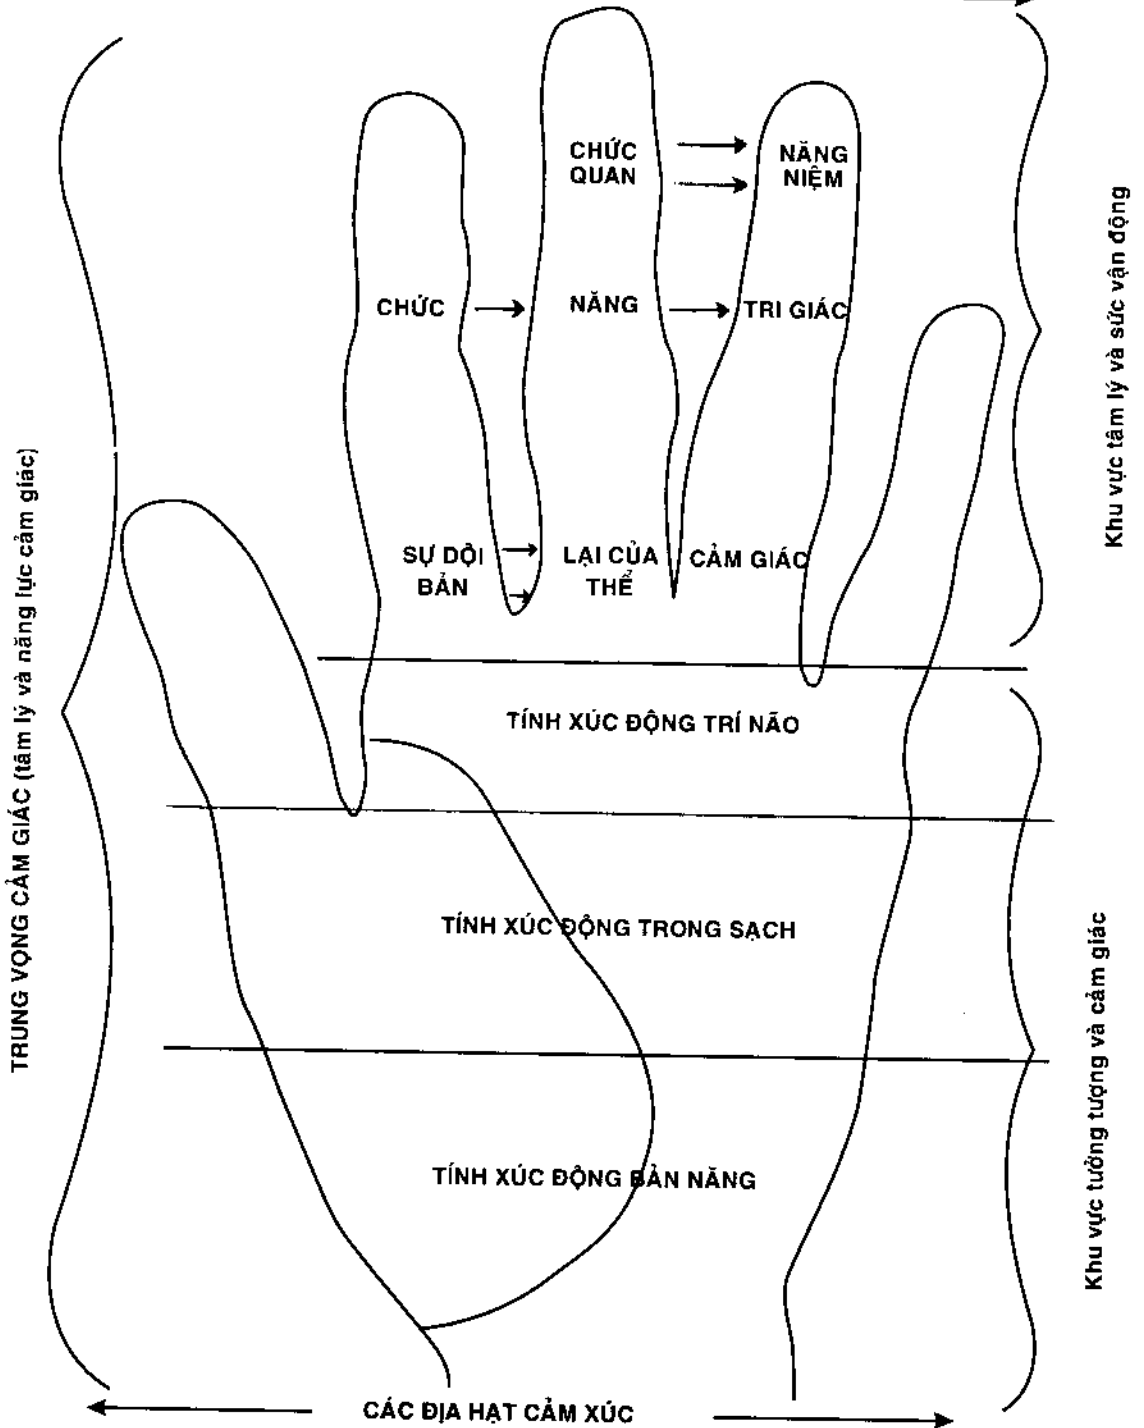 CHỨC
QUAN
NĂNG
NIỆM
CHỨC
NĂNG
TRI GIÁC
SỰ DỘI
BẢN
LẠI CỦA
THỂ
CẢM GIÁC
TÍNH XÚC ĐỘNG TRÍ NÃO
TÍNH XÚC ĐỘNG TRONG SẠCH
TÍNH XÚC ĐỘNG BẢN NĂNG
CÁC ĐỊA HẠT CẢM XÚC
TRUNG VỌNG CẢM GIÁC (tâm lý và năng lực cảm giác)
Khu vực tâm lý và sức vận động
Khu vực tưởng tượng và cảm giác